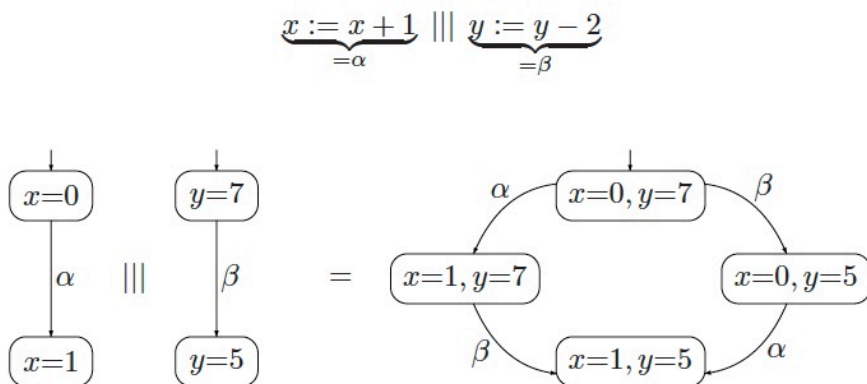 x := x + 1 ||| y := y − 2
=α =β
x=0 y=7 x=0, y=7
α β
x=1, y=7 x=0, y=5
α ||| β =
β α
x=1 y=5 x=1, y=5